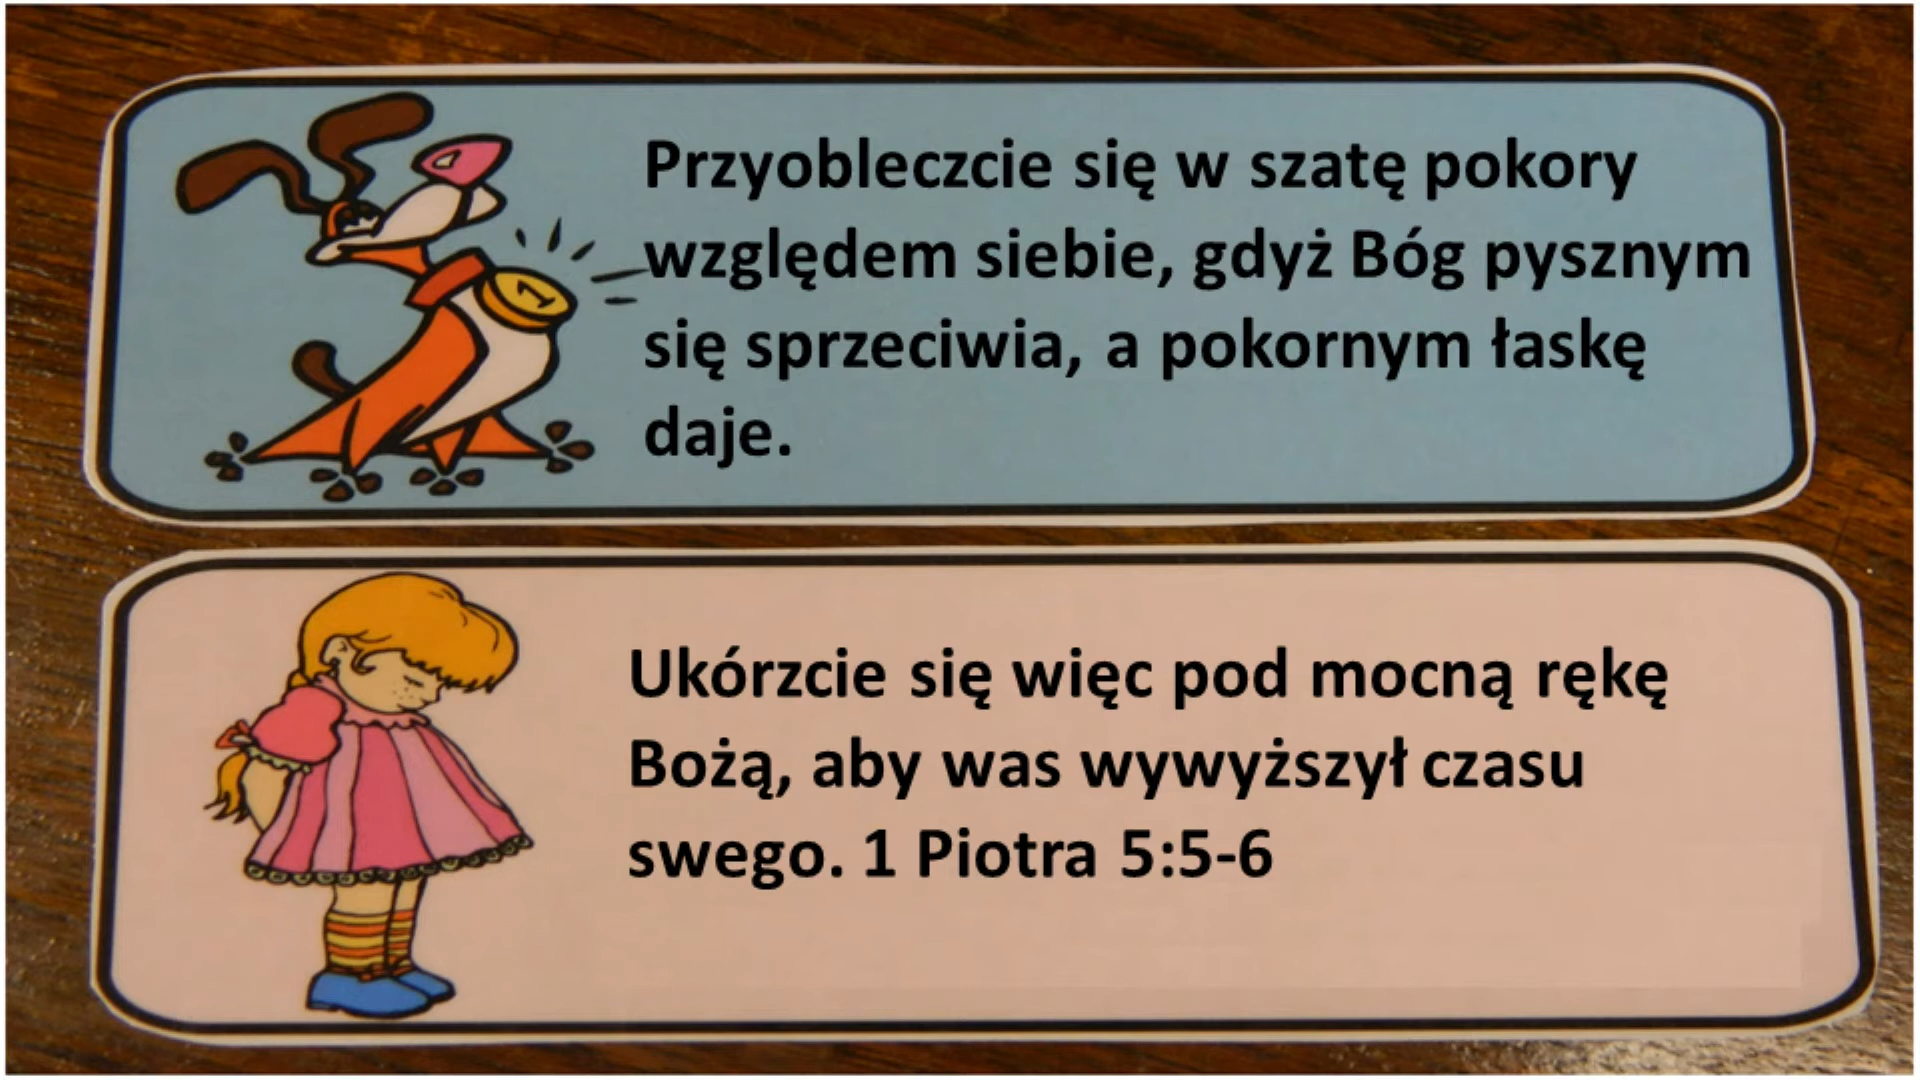 1
Przyobleczcie się w szatę pokory
względem siebie, gdyż Bóg pysznym
się sprzeciwia, a pokornym łaskę
daje.
Ukórzcie się więc pod mocną rękę
Bożą, aby was wywyższył czasu
swego. 1 Piotra 5:5-6